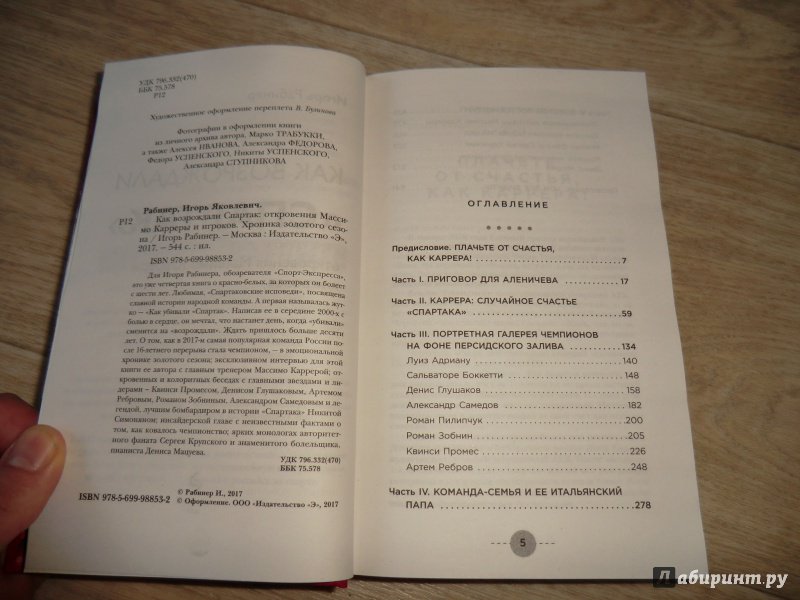 УДК 796.332(470)
ББК 75.578
Р12
Художественное оформление переплета В. Бузикова
Фотографии в оформлении книги
из личного архива автора, Марко ТРАБУККИ,
а также Алексея ИВАНОВА, Александра ФЕДОРОВА,
Федора УСПЕНСКОГО, Никиты УСПЕНСКОГО,
Александра СТУПНИКОВА
Рабинер, Игорь Яковлевич.
Р12 Как возрождали Спартак: откровения Масси-
мо Карреры и игроков. Хроника золотого сезо-
на / Игорь Рабинер. – Москва : Издательство «Э»,
2017. – 544 с. : ил.
ISBN 978-5-699-98853-2
Для Игоря Рабинера, обозревателя «Спорт-Экспресса»,
это уже четвертая книга о красно-белых, за которых он болеет
с шести лет. Любимая, «Спартаковские исповеди», посвящена
славной истории народной команды. А первая называлась жут-
ко – «Как убивали «Спартак». Написав ее в середине 2000-х с
болью в сердце, он мечтал, что настанет день, когда «убивали»
сменится на «возрождали». Ждать пришлось больше десяти
лет. О том, как в 2017-м самая популярная команда России по-
сле 16-летнего перерыва стала чемпионом, – в эмоциональной
хронике золотого сезона; эксклюзивном интервью для этой
книги ее автора с главным тренером Массимо Каррерой; от-
кровенных и колоритных беседах с главными звездами и ли-
дерами – Квинси Промесом, Денисом Глушаковым, Артемом
Ребровым, Романом Зобниным, Александром Самедовым и ле-
гендой, лучшим бомбардиром в истории «Спартака» Никитой
Симоняном; инсайдерской главе с неизвестными фактами о
том, как ковалось чемпионство; ярких монологах авторитет-
ного фаната Сергея Крупского и знаменитого болельщика,
пианиста Дениса Мацуева.
УДК 796.332(470)
ББК 75.578
© Рабинер И., 2017
ISBN 978-5-699-98853-2 © Оформление. ООО «Издательство «Э», 2017
ОГЛАВЛЕНИЕ
Предисловие. ПЛАЧЬТЕ ОТ СЧАСТЬЯ,
КАК КАРРЕРА! 7
Часть I. ПРИГОВОР ДЛЯ АЛЕНИЧЕВА 17
Часть II. КАРРЕРА: СЛУЧАЙНОЕ СЧАСТЬЕ
«СПАРТАКА» 59
Часть III. ПОРТРЕТНАЯ ГАЛЕРЕЯ ЧЕМПИОНОВ
НА ФОНЕ ПЕРСИДСКОГО ЗАЛИВА 134
Луиз Адриану 140
Сальваторе Боккетти 148
Денис Глушаков 158
Александр Самедов 182
Роман Пилипчук 200
Роман Зобнин 205
Квинси Промес 226
Артем Ребров 248
Часть IV. КОМАНДА-СЕМЬЯ И ЕЕ ИТАЛЬЯНСКИЙ
ПАПА 278
5
Лабиринт.ру